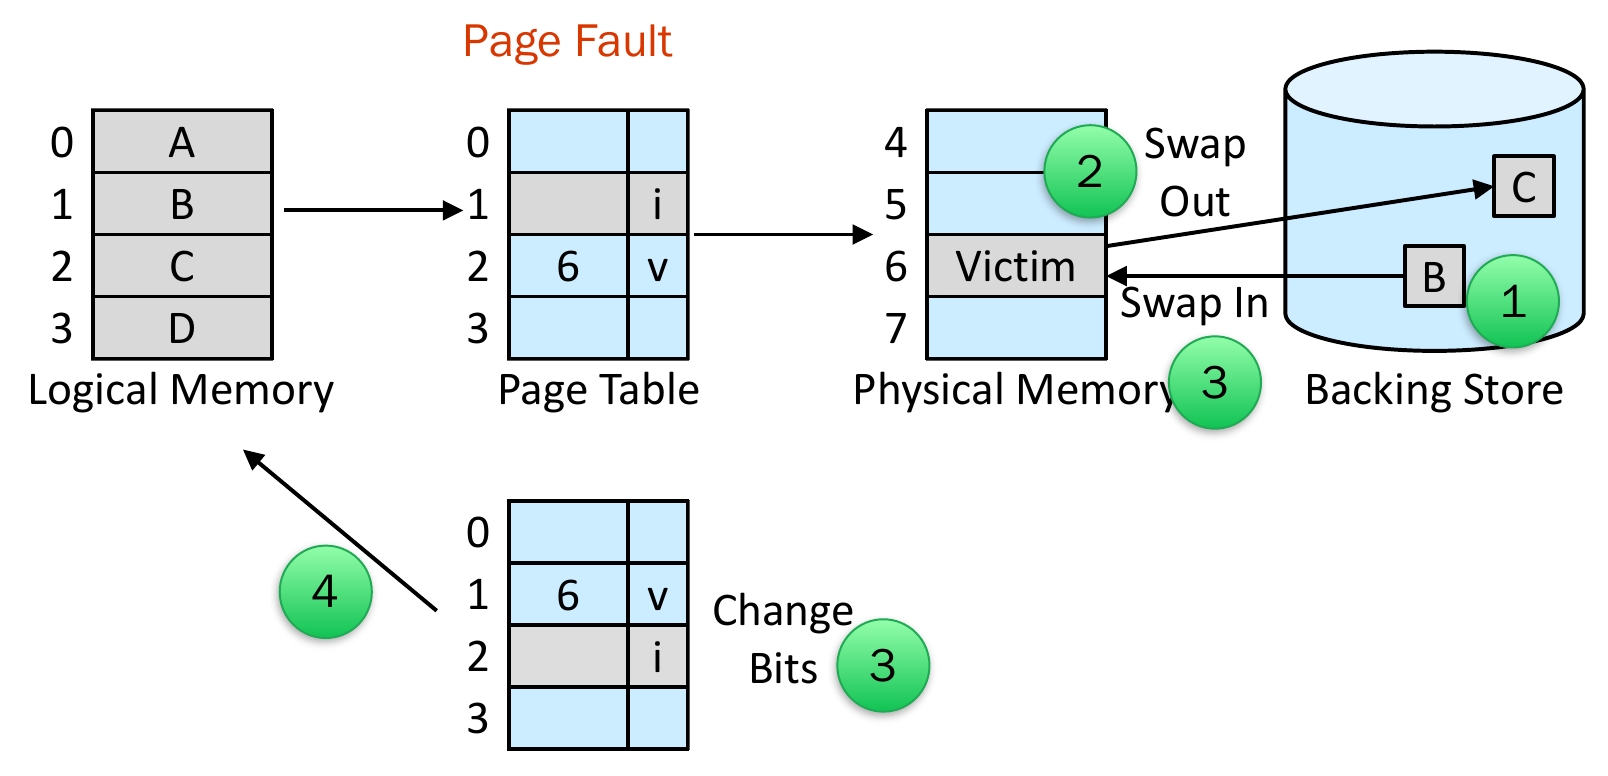 Page Fault
0 A
1 B
2 C
3 D
Logical Memory
0
1 i
2 6 v
3
Page Table
4
5
6 Victim
7
Physical Memory
2
Swap
Out
C
B
1
Swap In
3
Backing Store
4
0
1 6 v
2 i
3
Change
Bits
3